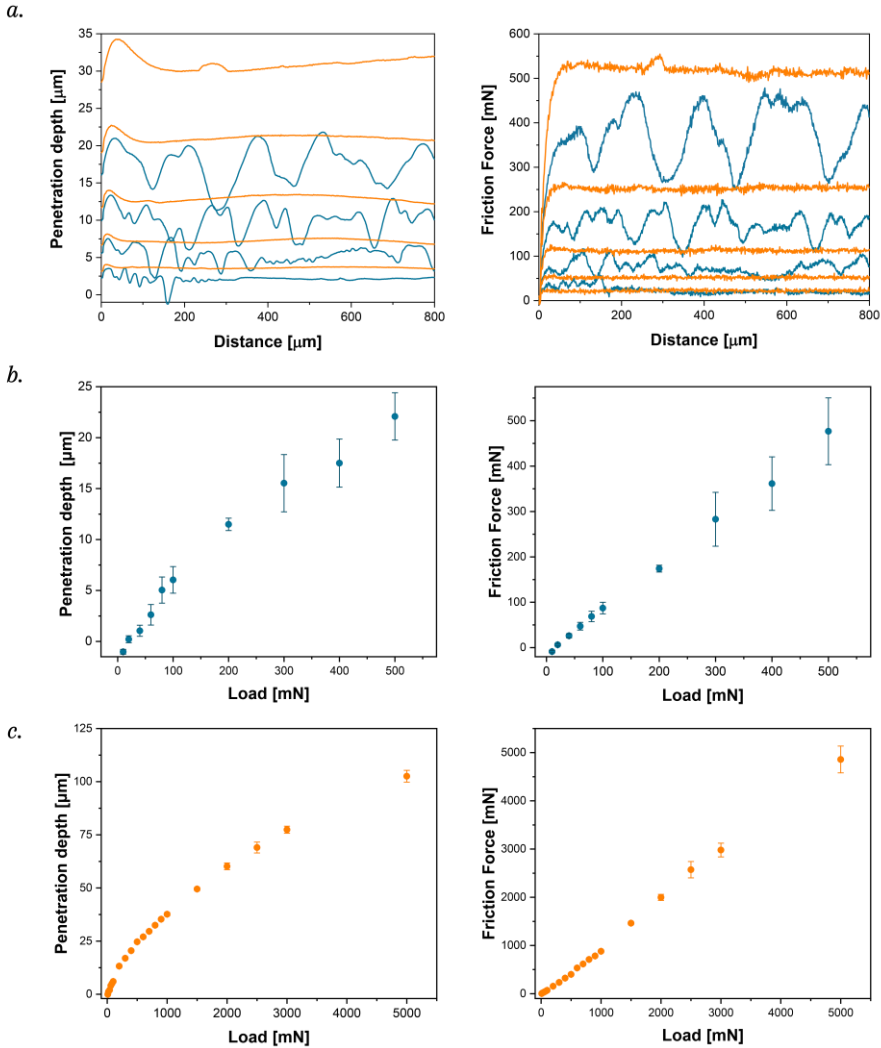 a.
35
30
25
20
15
10
5
0
Penetration depth [μm]
0 200 400 600 800
Distance [μm]
600
500
400
300
200
100
0
Friction Force [mN]
0 200 400 600 800
Distance [μm]
b.
25
20
15
10
5
0
Penetration depth [μm]
0 100 200 300 400 500
Load [mN]
500
400
300
200
100
0
Friction Force [mN]
0 100 200 300 400 500
Load [mN]
c.
125
100
75
50
25
0
Penetration depth [μm]
0 1000 2000 3000 4000 5000
Load [mN]
5000
4000
3000
2000
1000
0
Friction Force [mN]
0 1000 2000 3000 4000 5000
Load [mN]